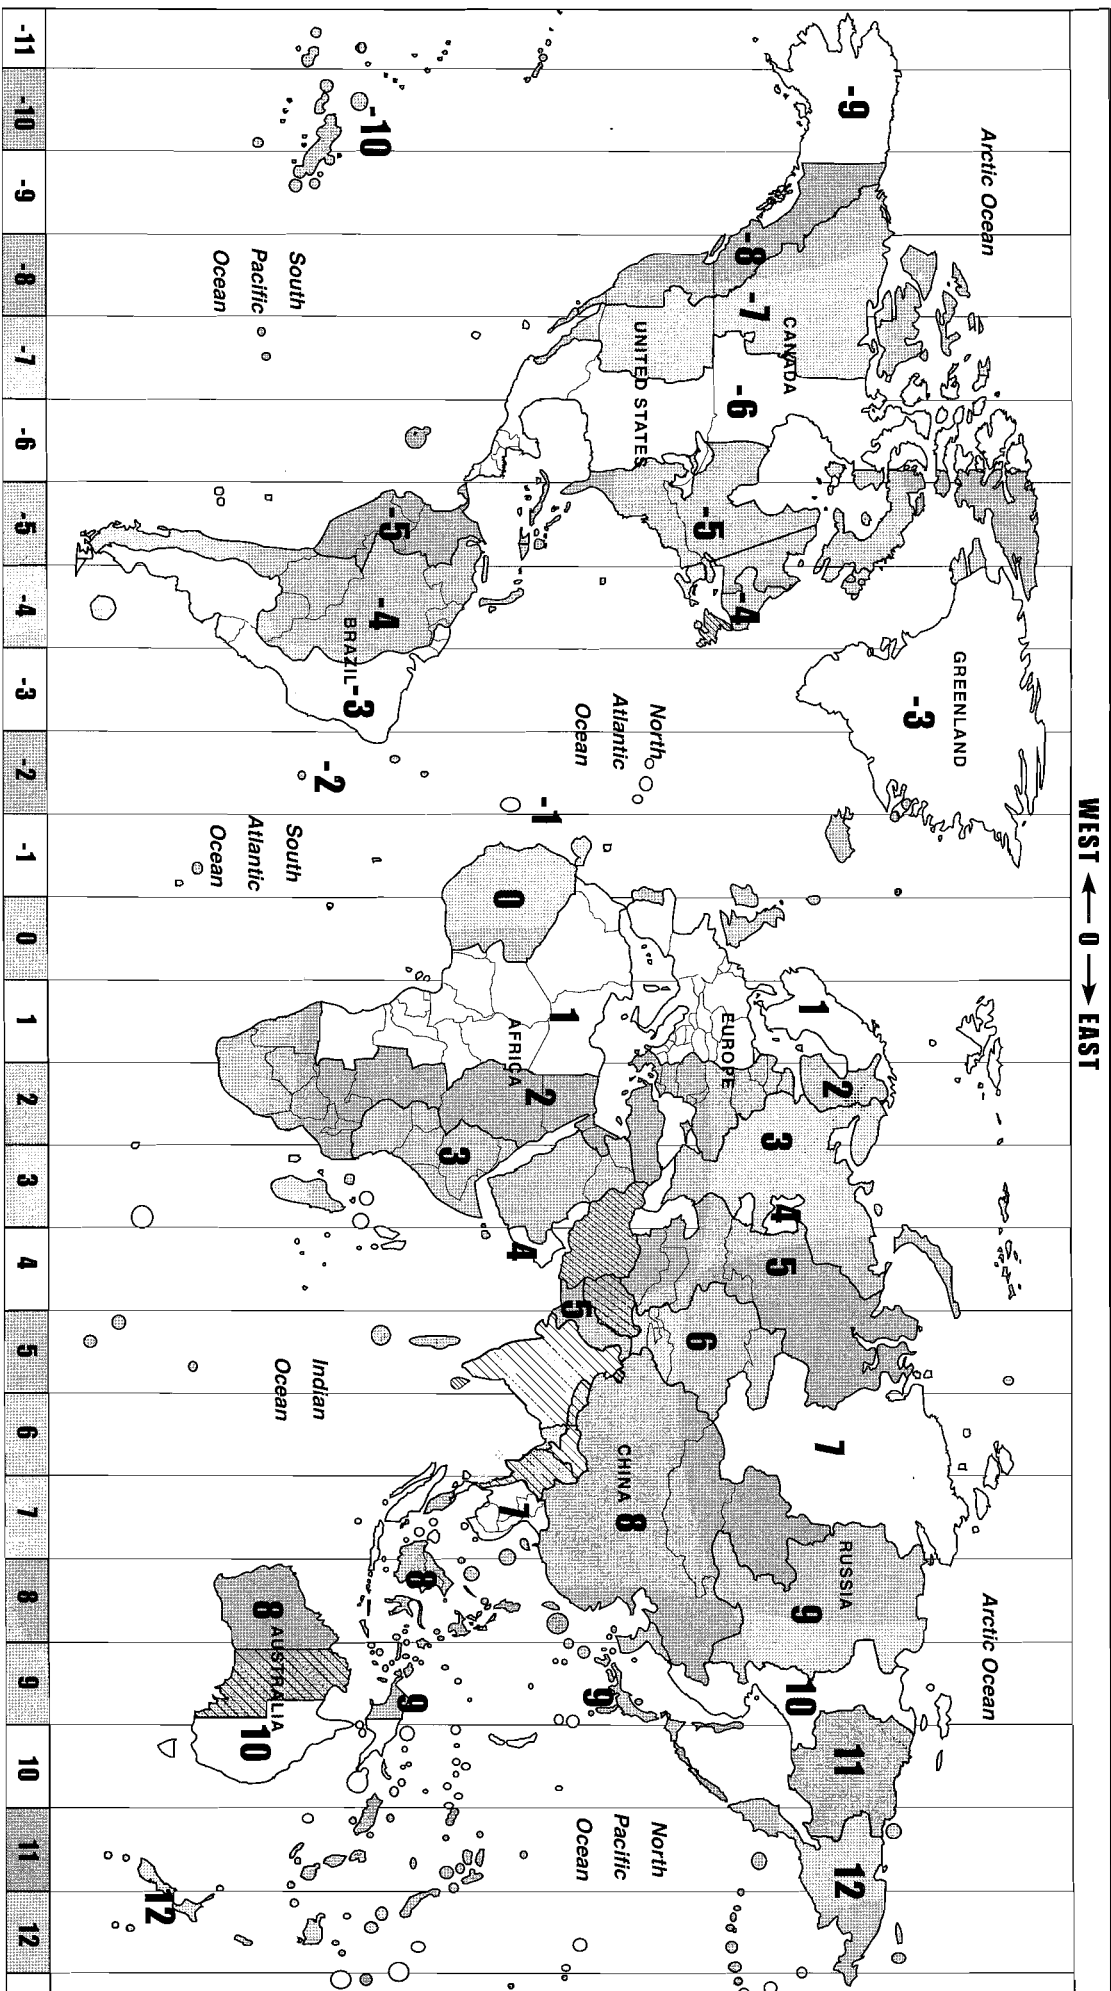 WEST ← 0 → EAST
Arctic Ocean
Arctic Ocean
-9
GREENLAND
-3
1
2
3
4
5
7
RUSSIA
9
10
11
12
-8
-7
CANADA
-6
-5
-4
UNITED STATES
North
Atlantic
Ocean
EUROPE
6
CHINA
8
9
North
Pacific
Ocean
-1
0
1
AFRICA
2
3
4
5
7
8
9
-10
-5
-4
BRAZIL
-3
-2
South
Pacific
Ocean
South
Atlantic
Ocean
Indian
Ocean
8
AUSTRALIA
10
12
-3
-11 -10 -9 -8 -7 -6 -5 -4 -3 -2 -1 0 1 2 3 4 5 6 7 8 9 10 11 12